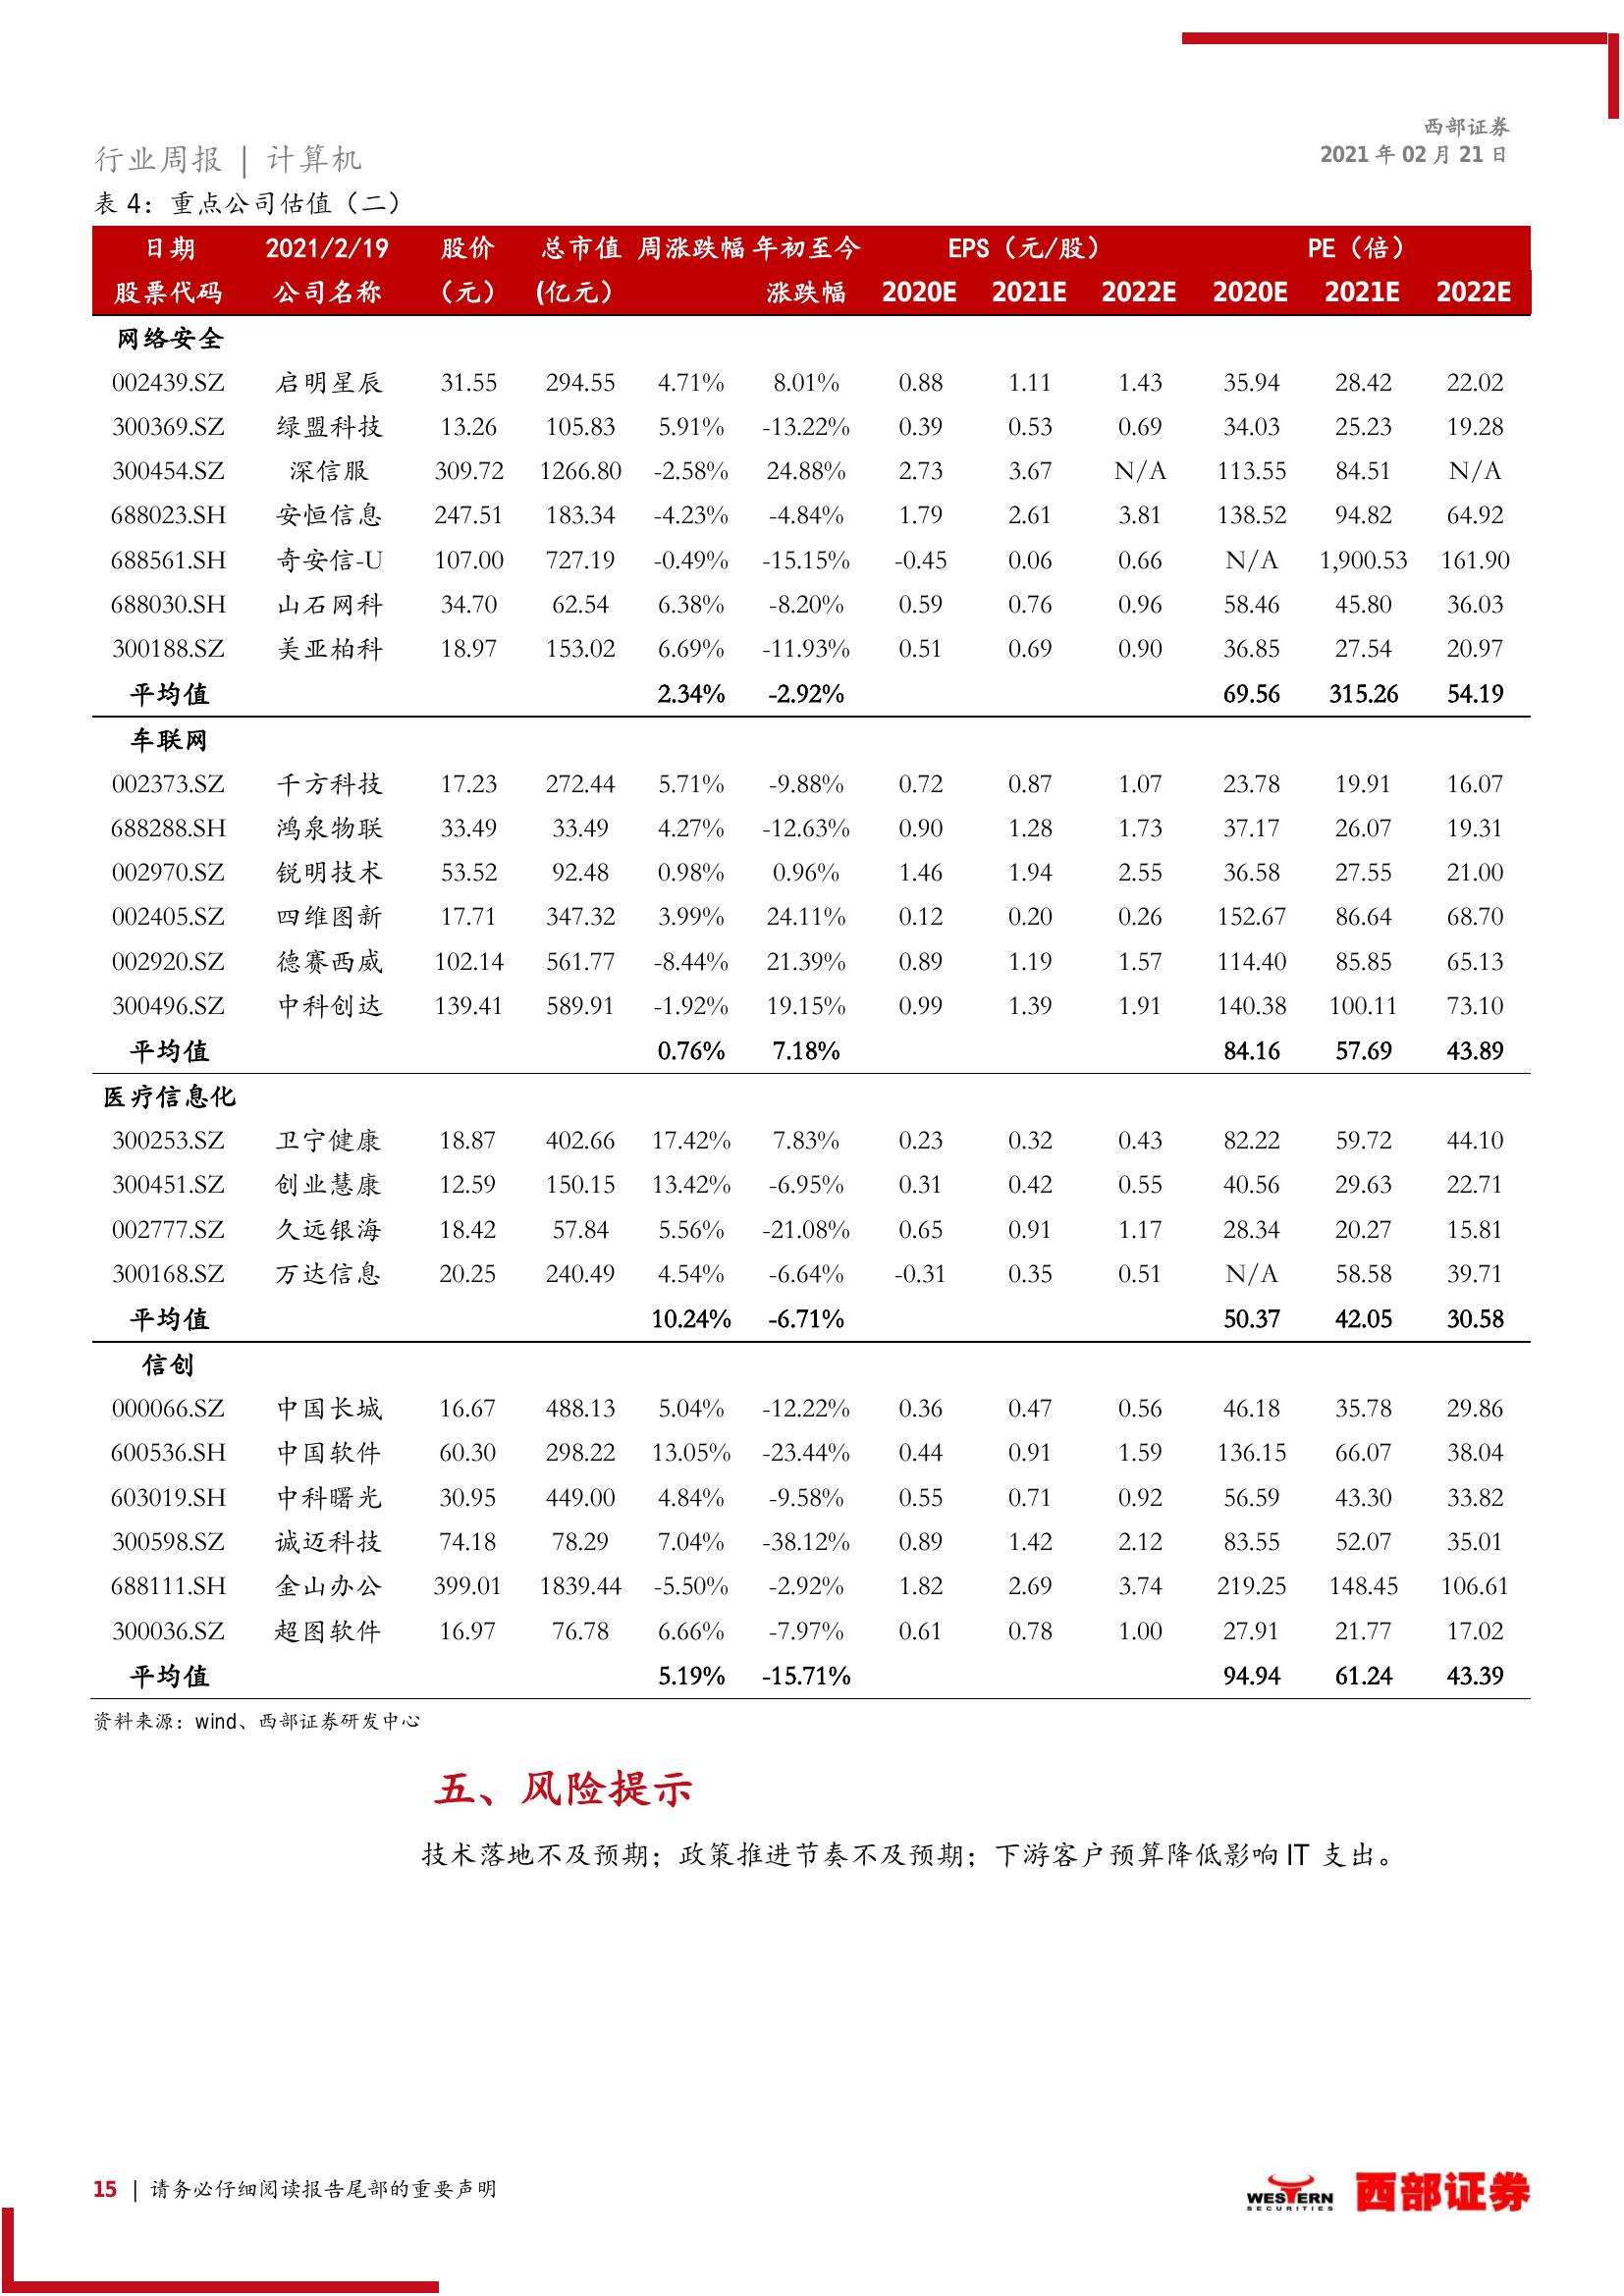 西部证券
2021 年 02 月 21 日
行业周报 | 计算机
表 4：重点公司估值（二）
日期 2021/2/19 股价 总市值 周涨跌幅 年初至今 EPS（元/股） PE（倍）
股票代码 公司名称 （元） (亿元） 涨跌幅 2020E 2021E 2022E 2020E 2021E 2022E
网络安全
002439.SZ 启明星辰 31.55 294.55 4.71% 8.01% 0.88 1.11 1.43 35.94 28.42 22.02
300369.SZ 绿盟科技 13.26 105.83 5.91% -13.22% 0.39 0.53 0.69 34.03 25.23 19.28
300454.SZ 深信服 309.72 1266.80 -2.58% 24.88% 2.73 3.67 N/A 113.55 84.51 N/A
688023.SH 安恒信息 247.51 183.34 -4.23% -4.84% 1.79 2.61 3.81 138.52 94.82 64.92
688561.SH 奇安信-U 107.00 727.19 -0.49% -15.15% -0.45 0.06 0.66 N/A 1,900.53 161.90
688030.SH 山石网科 34.70 62.54 6.38% -8.20% 0.59 0.76 0.96 58.46 45.80 36.03
300188.SZ 美亚柏科 18.97 153.02 6.69% -11.93% 0.51 0.69 0.90 36.85 27.54 20.97
平均值 2.34% -2.92% 69.56 315.26 54.19
车联网
002373.SZ 千方科技 17.23 272.44 5.71% -9.88% 0.72 0.87 1.07 23.78 19.91 16.07
688288.SH 鸿泉物联 33.49 33.49 4.27% -12.63% 0.90 1.28 1.73 37.17 26.07 19.31
002970.SZ 锐明技术 53.52 92.48 0.98% 0.96% 1.46 1.94 2.55 36.58 27.55 21.00
002405.SZ 四维图新 17.71 347.32 3.99% 24.11% 0.12 0.20 0.26 152.67 86.64 68.70
002920.SZ 德赛西威 102.14 561.77 -8.44% 21.39% 0.89 1.19 1.57 114.40 85.85 65.13
300496.SZ 中科创达 139.41 589.91 -1.92% 19.15% 0.99 1.39 1.91 140.38 100.11 73.10
平均值 0.76% 7.18% 84.16 57.69 43.89
医疗信息化
300253.SZ 卫宁健康 18.87 402.66 17.42% 7.83% 0.23 0.32 0.43 82.22 59.72 44.10
300451.SZ 创业慧康 12.59 150.15 13.42% -6.95% 0.31 0.42 0.55 40.56 29.63 22.71
002777.SZ 久远银海 18.42 57.84 5.56% -21.08% 0.65 0.91 1.17 28.34 20.27 15.81
300168.SZ 万达信息 20.25 240.49 4.54% -6.64% -0.31 0.35 0.51 N/A 58.58 39.71
平均值 10.24% -6.71% 50.37 42.05 30.58
信创
000066.SZ 中国长城 16.67 488.13 5.04% -12.22% 0.36 0.47 0.56 46.18 35.78 29.86
600536.SH 中国软件 60.30 298.22 13.05% -23.44% 0.44 0.91 1.59 136.15 66.07 38.04
603019.SH 中科曙光 30.95 449.00 4.84% -9.58% 0.55 0.71 0.92 56.59 43.30 33.82
300598.SZ 诚迈科技 74.18 78.29 7.04% -38.12% 0.89 1.42 2.12 83.55 52.07 35.01
688111.SH 金山办公 399.01 1839.44 -5.50% -2.92% 1.82 2.69 3.74 219.25 148.45 106.61
300036.SZ 超图软件 16.97 76.78 6.66% -7.97% 0.61 0.78 1.00 27.91 21.77 17.02
平均值 5.19% -15.71% 94.94 61.24 43.39
资料来源：wind、西部证券研发中心
五、风险提示
技术落地不及预期；政策推进节奏不及预期；下游客户预算降低影响 IT 支出。
15 | 请务必仔细阅读报告尾部的重要声明
WESTERN
SECURITIES
西部证券